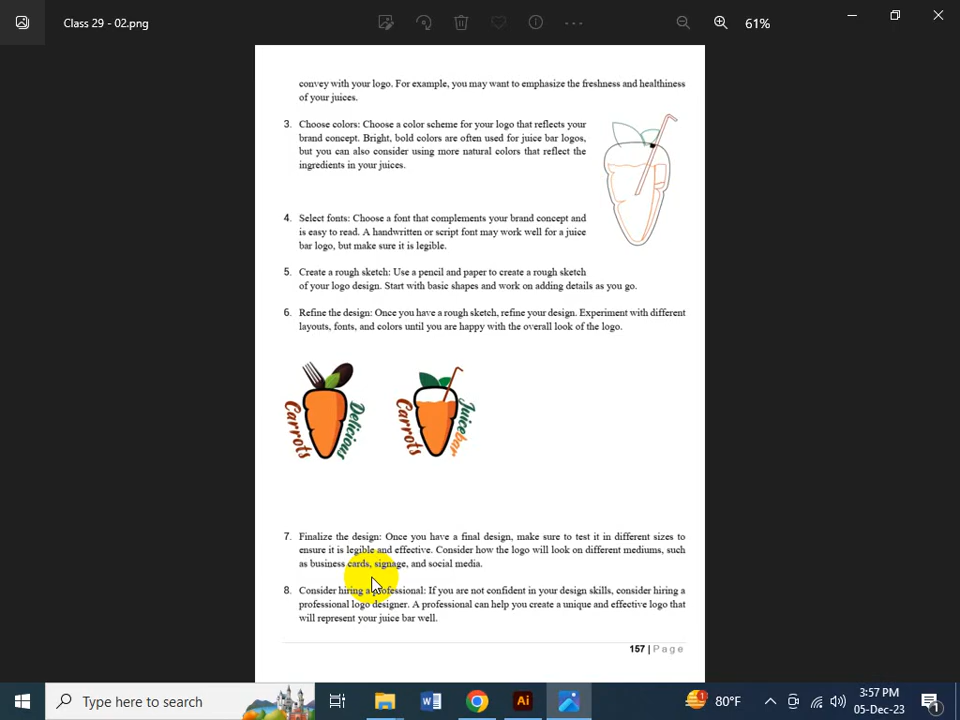 Class 29 - 02.png
61%
convey with your logo. For example, you may want to emphasize the freshness and healthiness
of your juices.
3. Choose colors: Choose a color scheme for your logo that reflects your
brand concept. Bright, bold colors are often used for juice bar logos,
but you can also consider using more natural colors that reflect the
ingredients in your juices.
4. Select fonts: Choose a font that complements your brand concept and
is easy to read. A handwritten or script font may work well for a juice
bar logo, but make sure it is legible.
5. Create a rough sketch: Use a pencil and paper to create a rough sketch
of your logo design. Start with basic shapes and work on adding details as you go.
6. Refine the design: Once you have a rough sketch, refine your design. Experiment with different
layouts, fonts, and colors until you are happy with the overall look of the logo.
Carrots Delicious
Carrots Juicebar
7. Finalize the design: Once you have a final design, make sure to test it in different sizes to
ensure it is legible and effective. Consider how the logo will look on different mediums, such
as business cards, signage, and social media.
8. Consider hiring a professional: If you are not confident in your design skills, consider hiring a
professional logo designer. A professional can help you create a unique and effective logo that
will represent your juice bar well.
157 | Page
Type here to search
W
Ai
1
80°F
3:57 PM
05-Dec-23
1